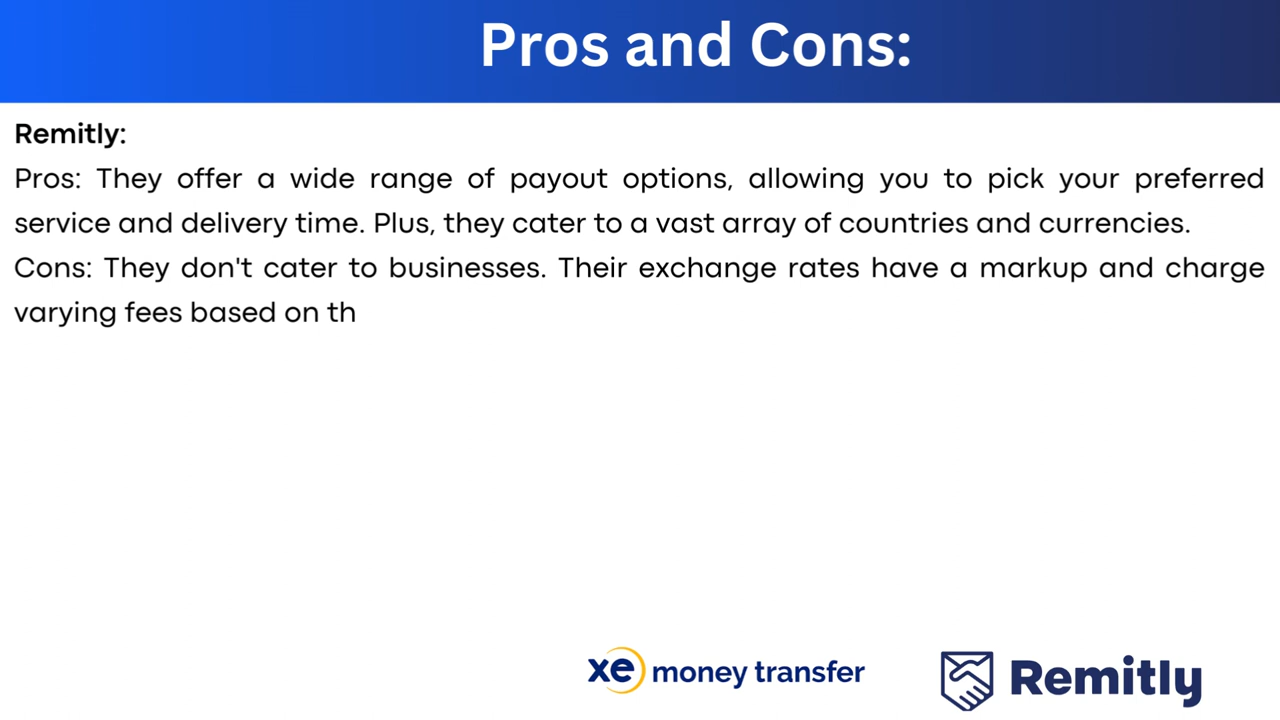 Pros and Cons:
Remitly:
Pros: They offer a wide range of payout options, allowing you to pick your preferred
service and delivery time. Plus, they cater to a vast array of countries and currencies.
Cons: They don't cater to businesses. Their exchange rates have a markup and charge
varying fees based on th
xe money transfer
Remitly